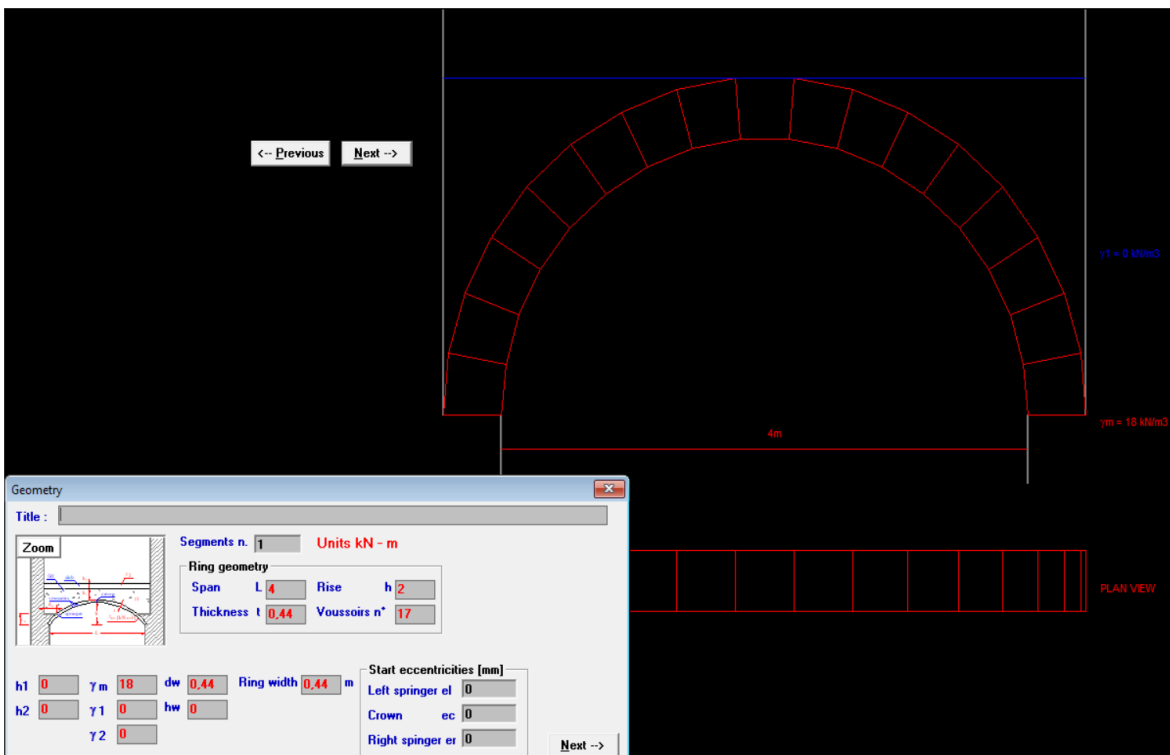 <-- Previous
Next -->
γ1 = 0 kN/m3
4m
γm = 18 kN/m3
PLAN VIEW
Geometry
Title :
Zoom
Segments n. 1 Units kN - m
Ring geometry
Span L 4 Rise h 2
Thickness t 0,44 Voussoirs n° 17
h1 0 γ m 18 dw 0,44 Ring width 0,44 m
h2 0 γ 1 0 hw 0
γ 2 0
Start eccentricities [mm]
Left springer el 0
Crown ec 0
Right spinger er 0
Next -->